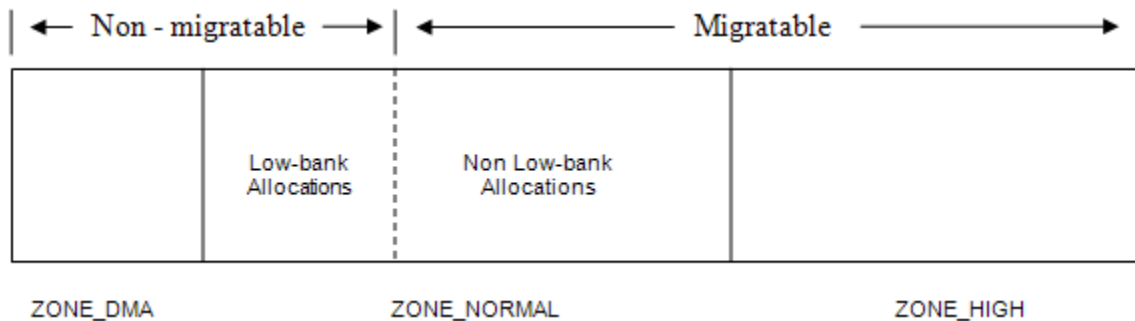 Non - migratable
Migratable
Low-bank
Allocations
Non Low-bank
Allocations
ZONE_DMA
ZONE_NORMAL
ZONE_HIGH